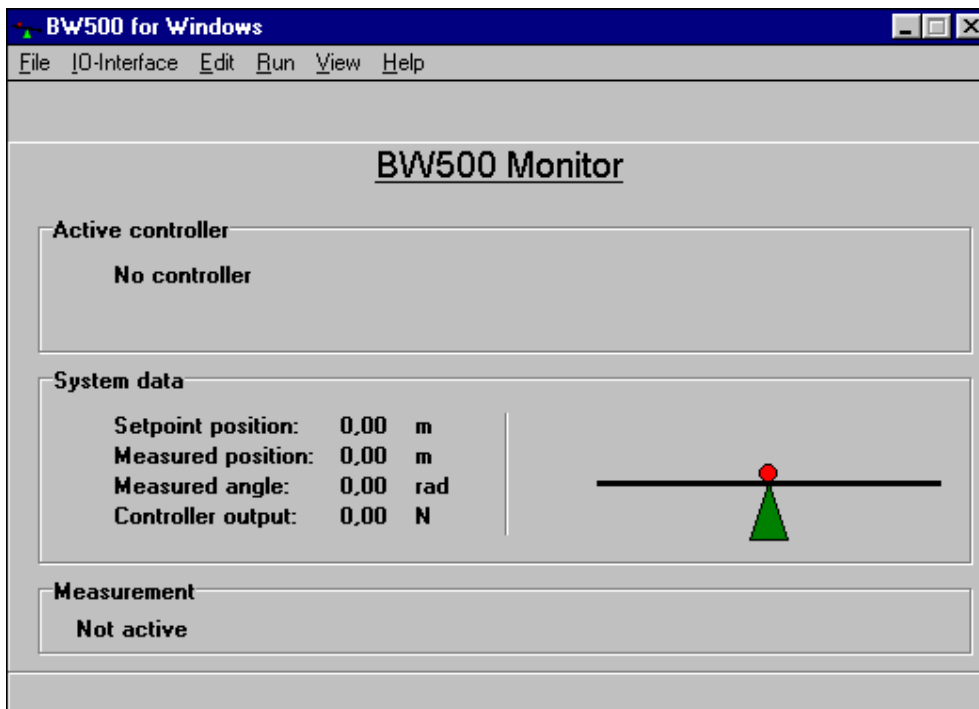 BW500 for Windows
File IO-Interface Edit Run View Help
BW500 Monitor
Active controller
No controller
System data
Setpoint position: 0,00 m
Measured position: 0,00 m
Measured angle: 0,00 rad
Controller output: 0,00 N
Measurement
Not active